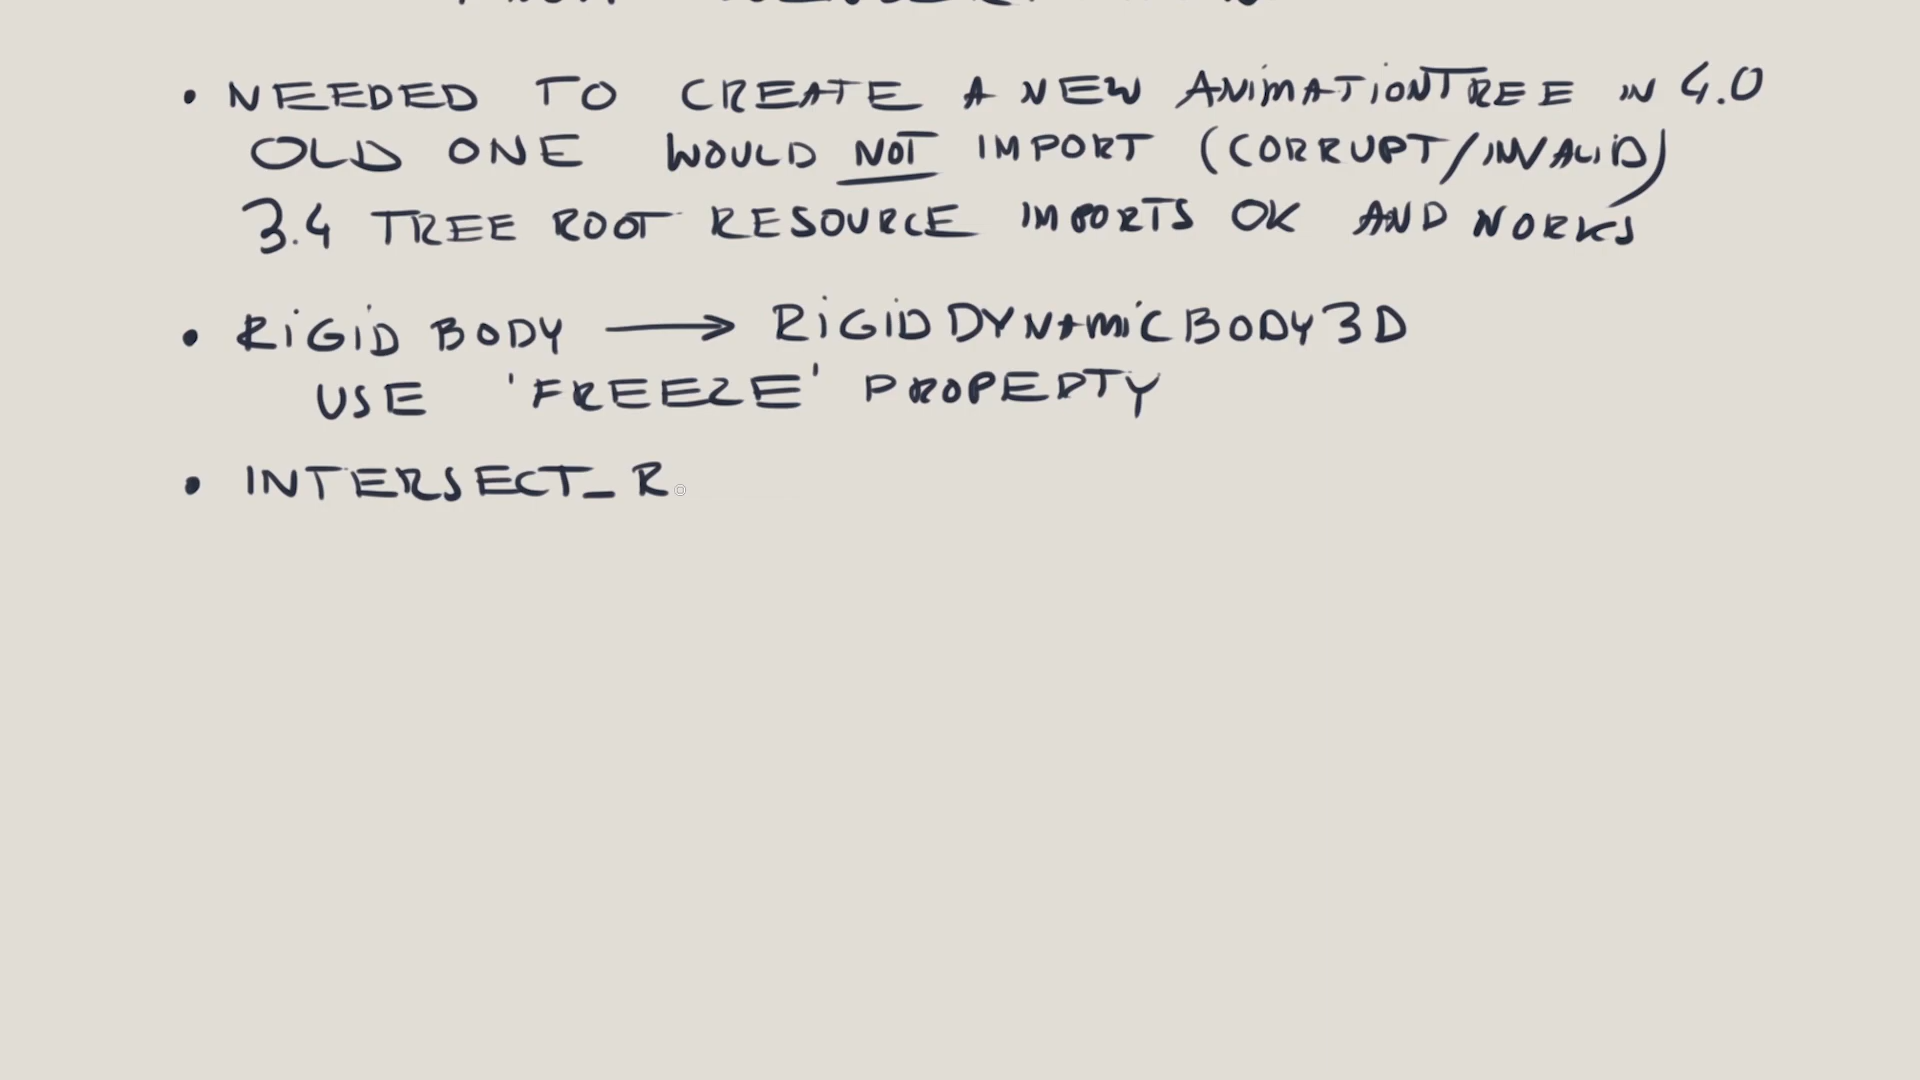 • NEEDED TO CREATE A NEW ANiMATiONTREE IN 4.0
OLD ONE WOULD NOT IMPORT (CORRUPT/INVALID)
3.4 TREE ROOT RESOURCE IMPORTS OK AND WORKS
• RiGiD BODY → RiGiDDYNAMiCBODY3D
USE 'FREEZE' PROPERTY
• INTERSECT_R